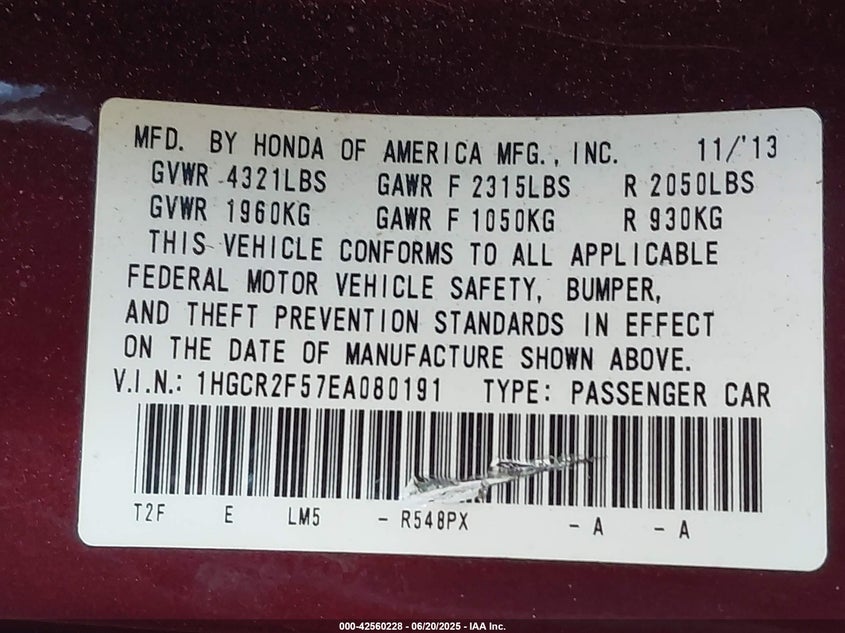 MFD. BY HONDA OF AMERICA MFG., INC. 11/'13
GVWR 4321LBS GAWR F 2315LBS R 2050LBS
GVWR 1960KG GAWR F 1050KG R 930KG
THIS VEHICLE CONFORMS TO ALL APPLICABLE
FEDERAL MOTOR VEHICLE SAFETY, BUMPER,
AND THEFT PREVENTION STANDARDS IN EFFECT
ON THE DATE OF MANUFACTURE SHOWN ABOVE.
V.I.N.: 1HGCR2F57EA080191 TYPE: PASSENGER CAR
T2F E LM5 - R548PX - A - A
000-42560228 - 06/20/2025 - IAA Inc.